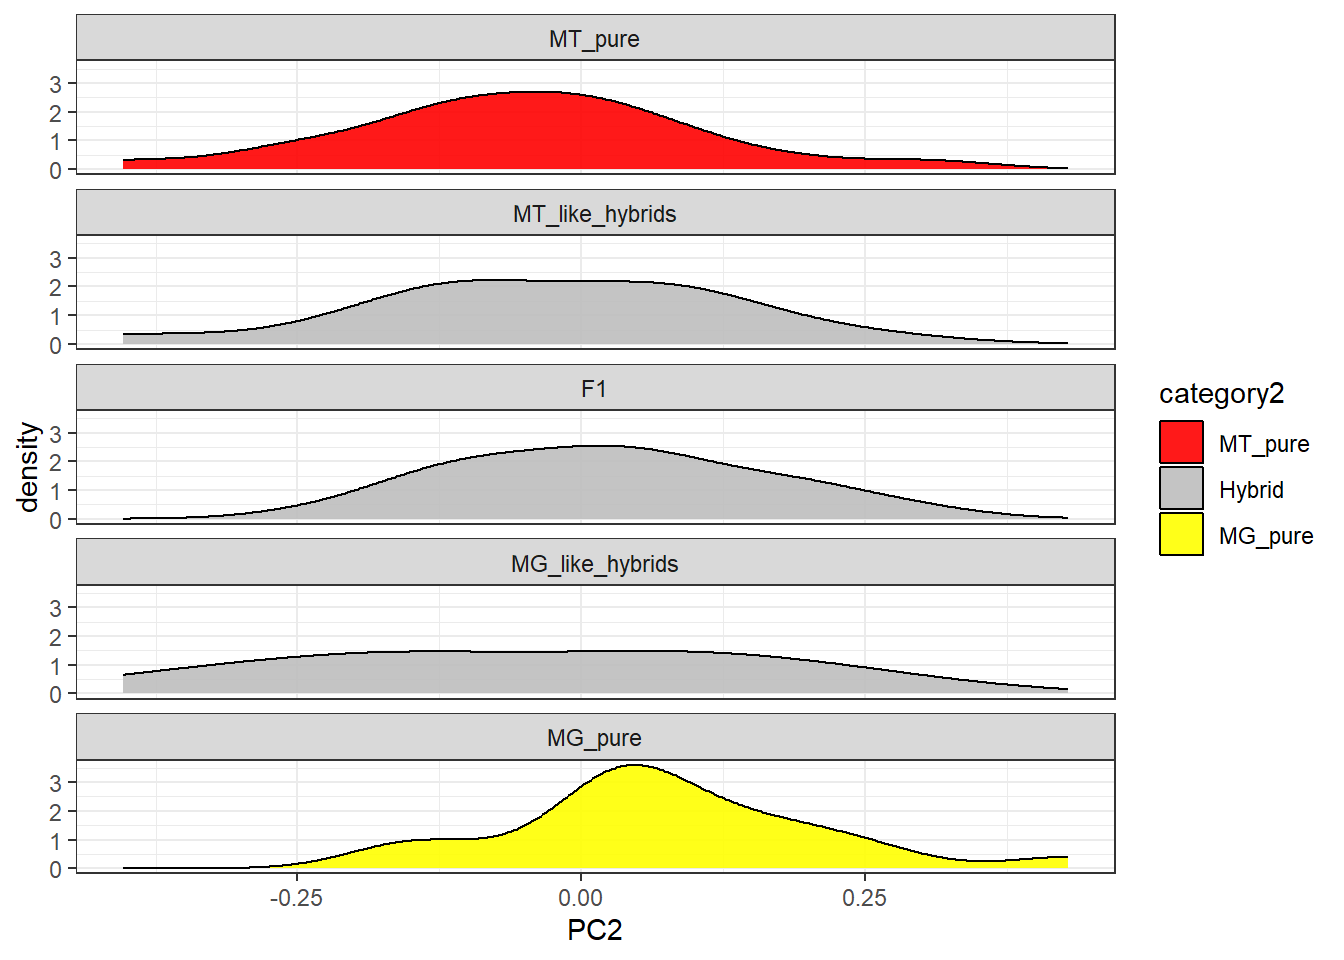 MT_pure
3
2
1
0
MT_like_hybrids
3
2
1
0
F1
3
2
1
0
MG_like_hybrids
3
2
1
0
MG_pure
3
2
1
0
-0.25 0.00 0.25
PC2
density
category2
MT_pure
Hybrid
MG_pure